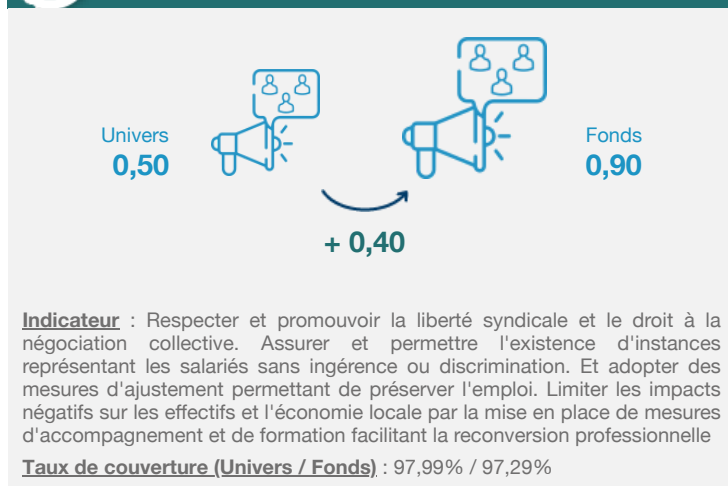 Univers
0,50
Fonds
0,90
+ 0,40
Indicateur : Respecter et promouvoir la liberté syndicale et le droit à la
négociation collective. Assurer et permettre l'existence d'instances
représentant les salariés sans ingérence ou discrimination. Et adopter des
mesures d'ajustement permettant de préserver l'emploi. Limiter les impacts
négatifs sur les effectifs et l'économie locale par la mise en place de mesures
d'accompagnement et de formation facilitant la reconversion professionnelle
Taux de couverture (Univers / Fonds) : 97,99% / 97,29%